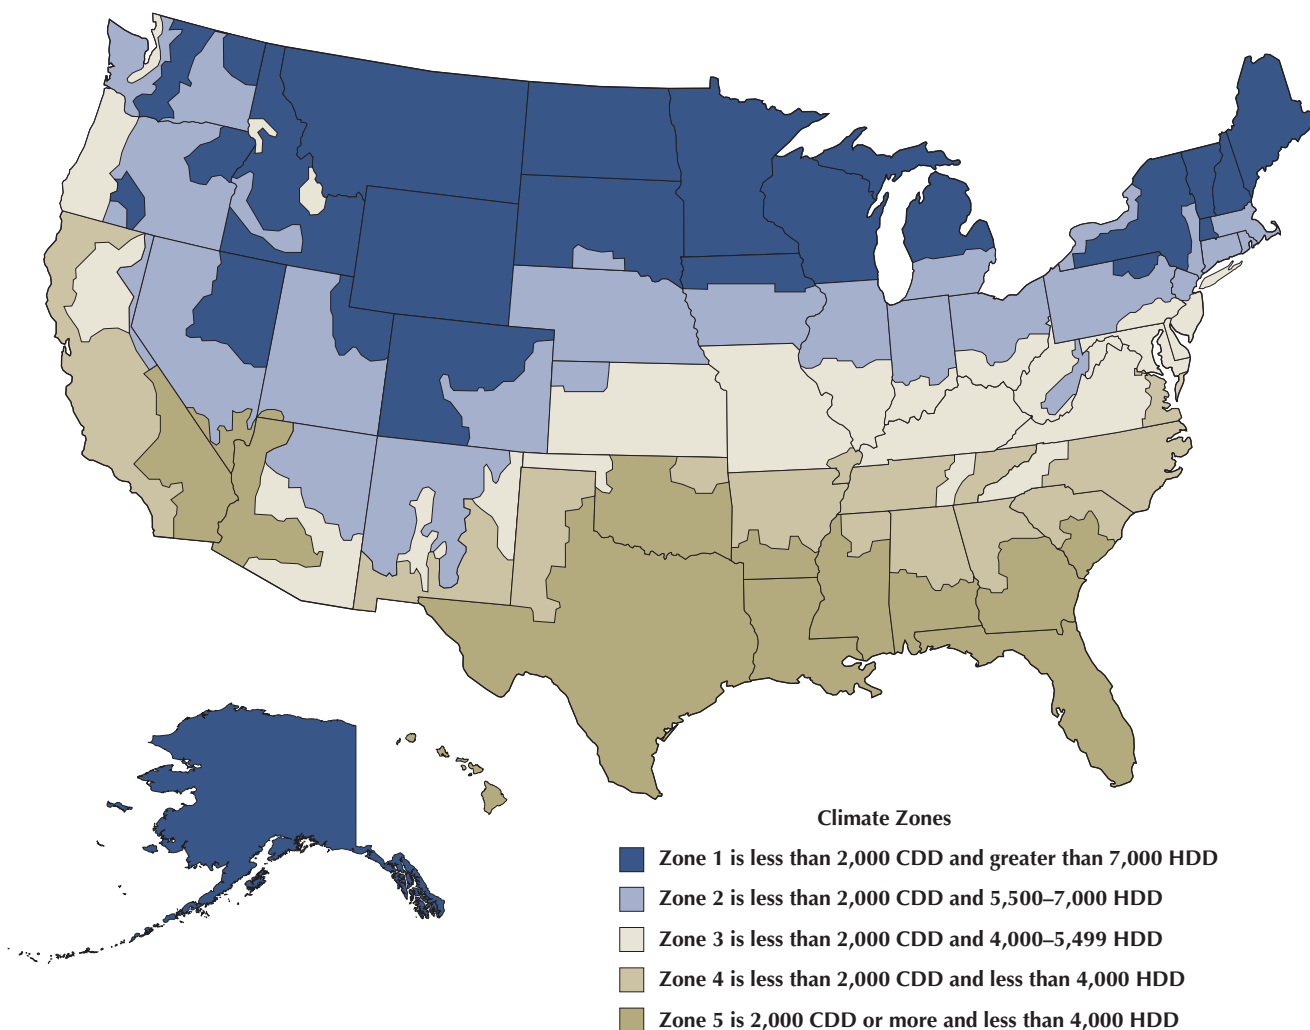 Climate Zones
Zone 1 is less than 2,000 CDD and greater than 7,000 HDD
Zone 2 is less than 2,000 CDD and 5,500–7,000 HDD
Zone 3 is less than 2,000 CDD and 4,000–5,499 HDD
Zone 4 is less than 2,000 CDD and less than 4,000 HDD
Zone 5 is 2,000 CDD or more and less than 4,000 HDD